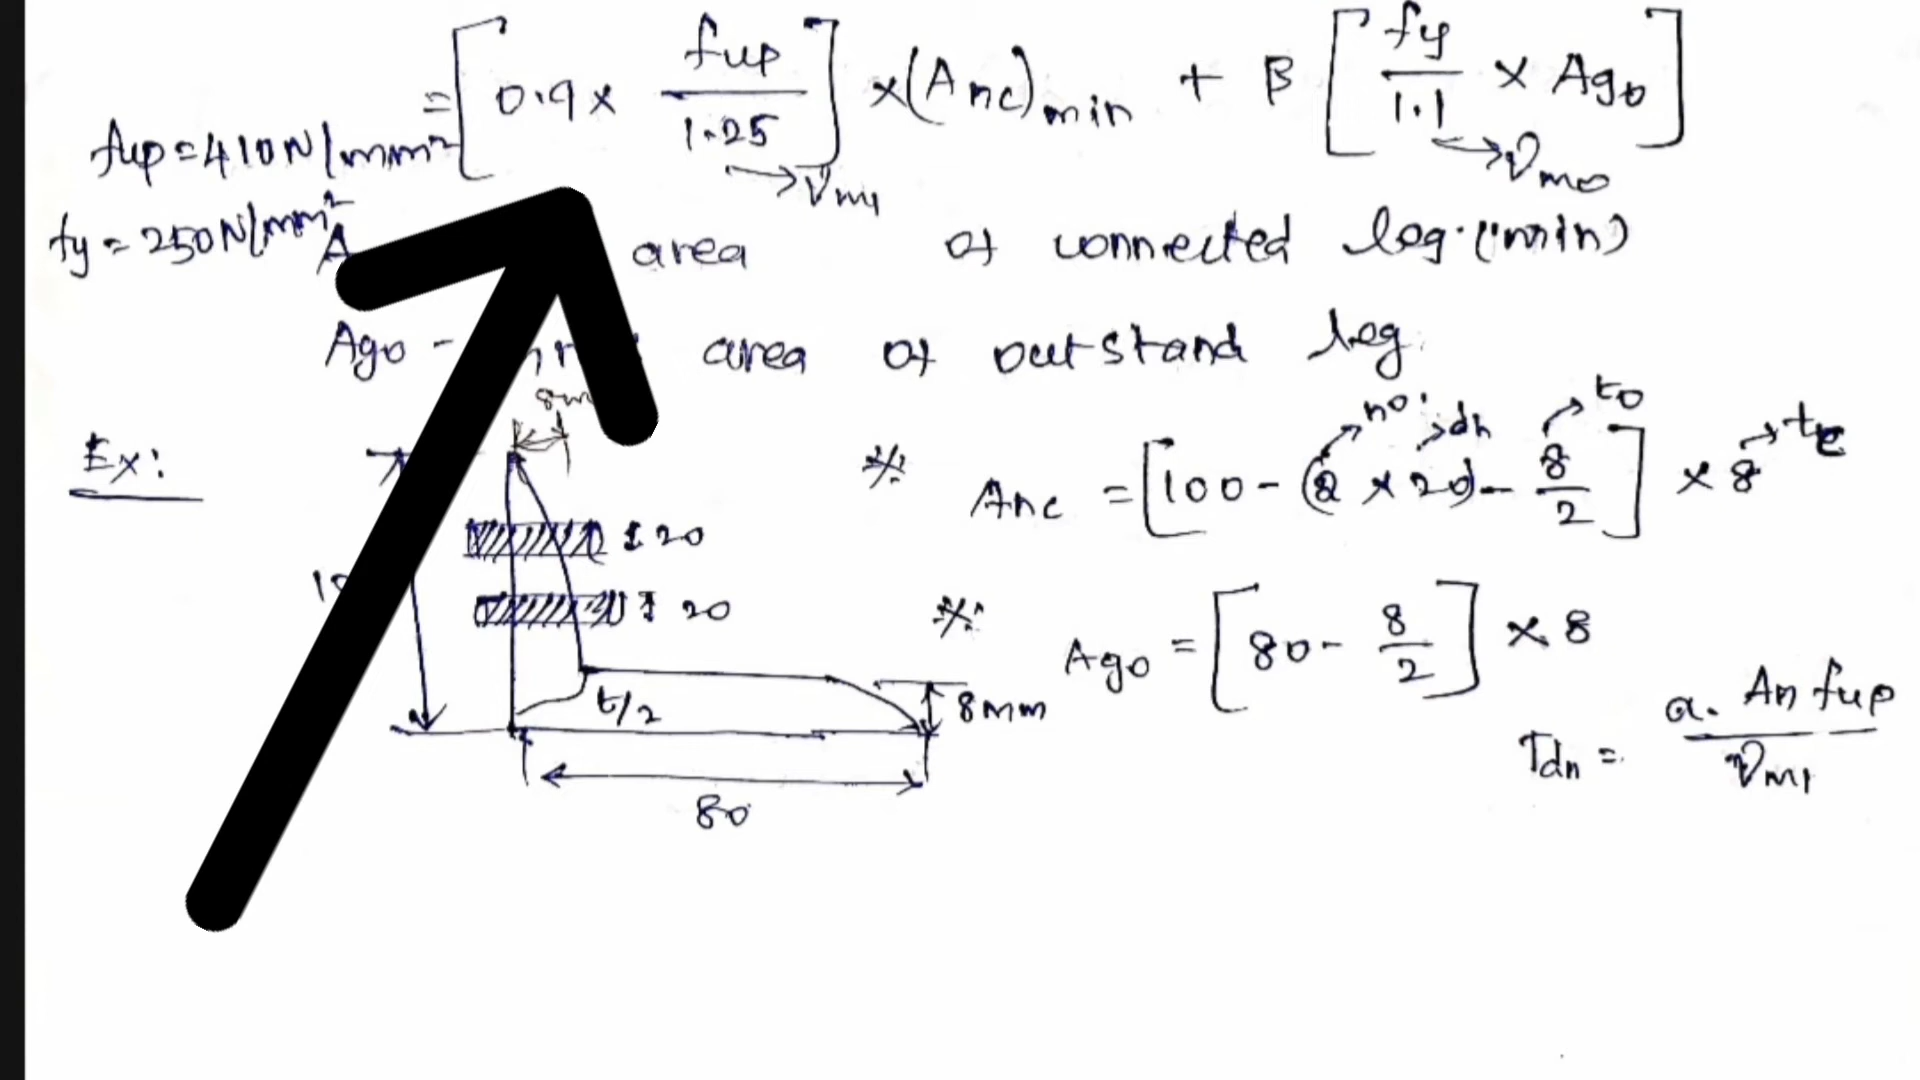 = [ 0.9 × fup / 1.25 ] × (Anc)min + β [ fy / 1.1 × Ago ]
→ γm1
→ γmo
fup = 410 N/mm²
fy = 250 N/mm²
A area of connected leg. (min)
Ago - area of outstand leg.
Ex:
8m
20
20
t/2
8mm
80
no. dh to te
※ Anc = [ 100 - (2 × 20) - 8/2 ] × 8
※ Ago = [ 80 - 8/2 ] × 8
Tdn = α. An fup / γm1